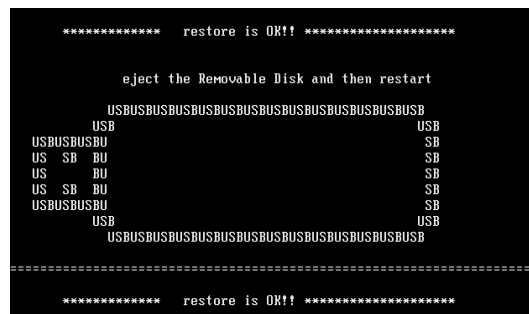 ************* restore is OK!! ********************
eject the Removable Disk and then restart
USBUSBUSBUSBUSBUSBUSBUSBUSBUSBUSBUSBUSBUSB
USB USB
USBUSBUSBU SB
US SB BU SB
US BU SB
US SB BU SB
USBUSBUSBU SB
USB USB
USBUSBUSBUSBUSBUSBUSBUSBUSBUSBUSBUSBUSBUSB
================================================================
************* restore is OK!! ********************